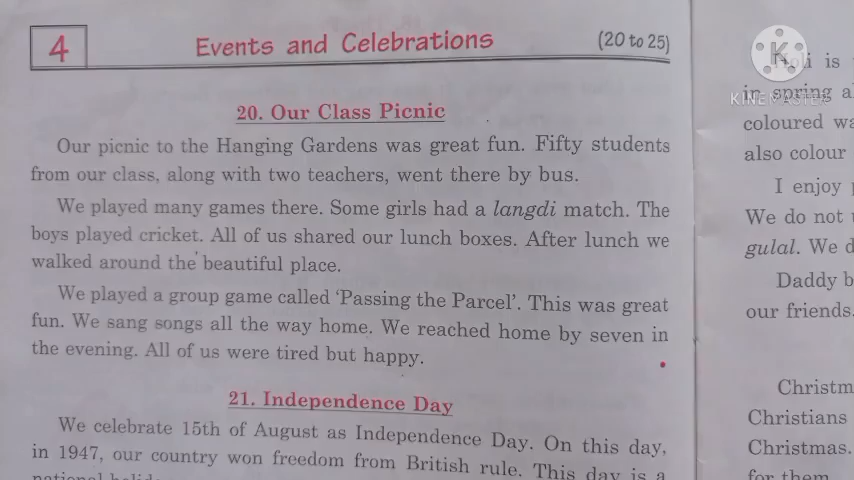 4
Events and Celebrations
(20 to 25)
20. Our Class Picnic
Our picnic to the Hanging Gardens was great fun. Fifty students
from our class, along with two teachers, went there by bus.
We played many games there. Some girls had a langdi match. The
boys played cricket. All of us shared our lunch boxes. After lunch we
walked around the beautiful place.
We played a group game called ‘Passing the Parcel’. This was great
fun. We sang songs all the way home. We reached home by seven in
the evening. All of us were tired but happy.
21. Independence Day
We celebrate 15th of August as Independence Day. On this day,
in 1947, our country won freedom from British rule. This day is a
national
K
KINEMASTER
is
in spring
coloured
also colour
I enjoy
We do not
gulal. We
Daddy
our friends.
Christians
Christmas.
for them